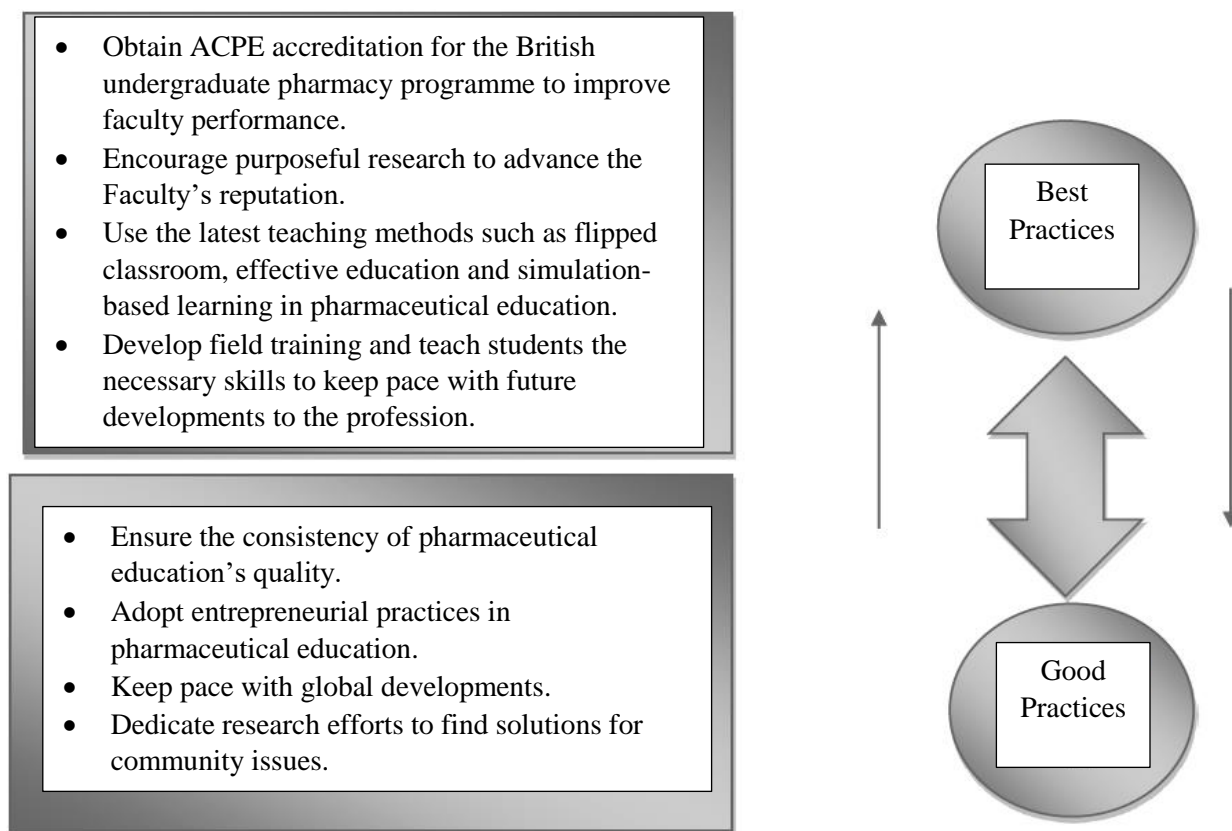 • Obtain ACPE accreditation for the British
undergraduate pharmacy programme to improve
faculty performance.
• Encourage purposeful research to advance the
Faculty’s reputation.
• Use the latest teaching methods such as flipped
classroom, effective education and simulation-
based learning in pharmaceutical education.
• Develop field training and teach students the
necessary skills to keep pace with future
developments to the profession.
• Ensure the consistency of pharmaceutical
education’s quality.
• Adopt entrepreneurial practices in
pharmaceutical education.
• Keep pace with global developments.
• Dedicate research efforts to find solutions for
community issues.
Best
Practices
Good
Practices